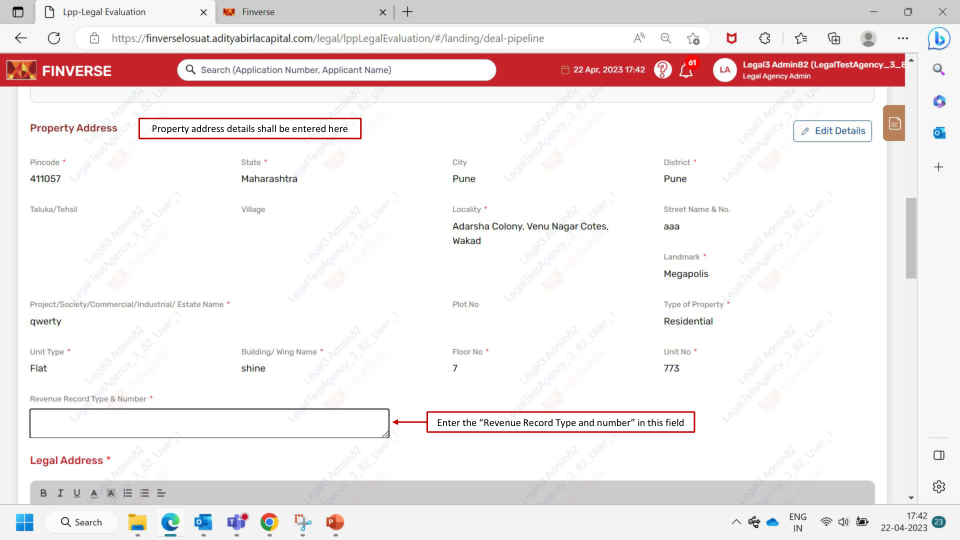 Lpp-Legal Evaluation
Finverse
https://finverselosuat.adityabirlacapital.com/legal/lppLegalEvaluation/#/landing/deal-pipeline
FINVERSE
Search (Application Number, Applicant Name)
22 Apr, 2023 17:42
61
LA
Legal3 Admin82 (LegalTestAgency_3_8
Legal Agency Admin
Property Address
Property address details shall be entered here
Edit Details
Pincode * State * City District *
411057 Maharashtra Pune Pune
Taluka/Tehsil Village Locality * Street Name & No.
Adarsha Colony, Venu Nagar Cotes, aaa
Wakad
Landmark *
Megapolis
Project/Society/Commercial/Industrial/ Estate Name * Plot No Type of Property *
qwerty Residential
Unit Type * Building/ Wing Name * Floor No * Unit No *
Flat shine 7 773
Revenue Record Type & Number *
Enter the “Revenue Record Type and number” in this field
Legal Address *
B I U A A
Search
ENG
IN
17:42
22-04-2023
23